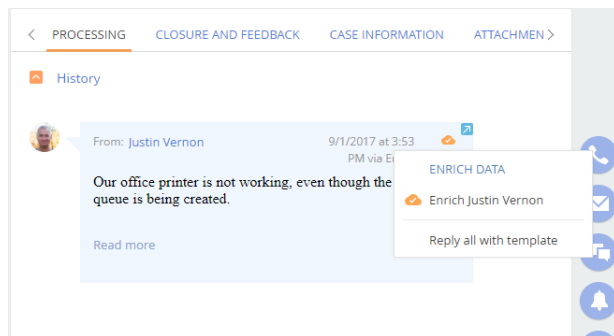 PROCESSING CLOSURE AND FEEDBACK CASE INFORMATION ATTACHMEN
History
From: Justin Vernon 9/1/2017 at 3:53
PM via
Our office printer is not working, even though the
queue is being created.
Read more
ENRICH DATA
Enrich Justin Vernon
Reply all with template